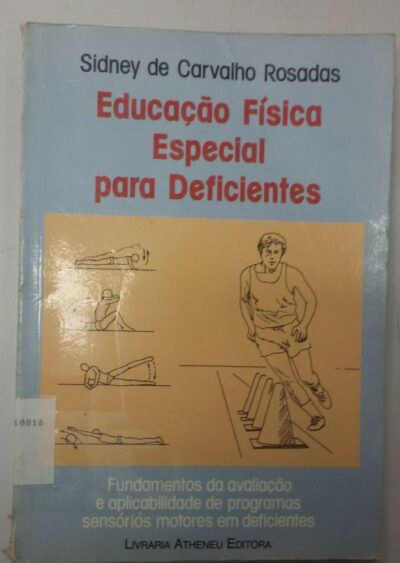 Sidney de Carvalho Rosadas
Educação Física
Especial
para Deficientes
10816
Fundamentos da avaliação
e aplicabilidade de programas
sensórios motores em deficientes
LIVRARIA ATHENEU EDITORA